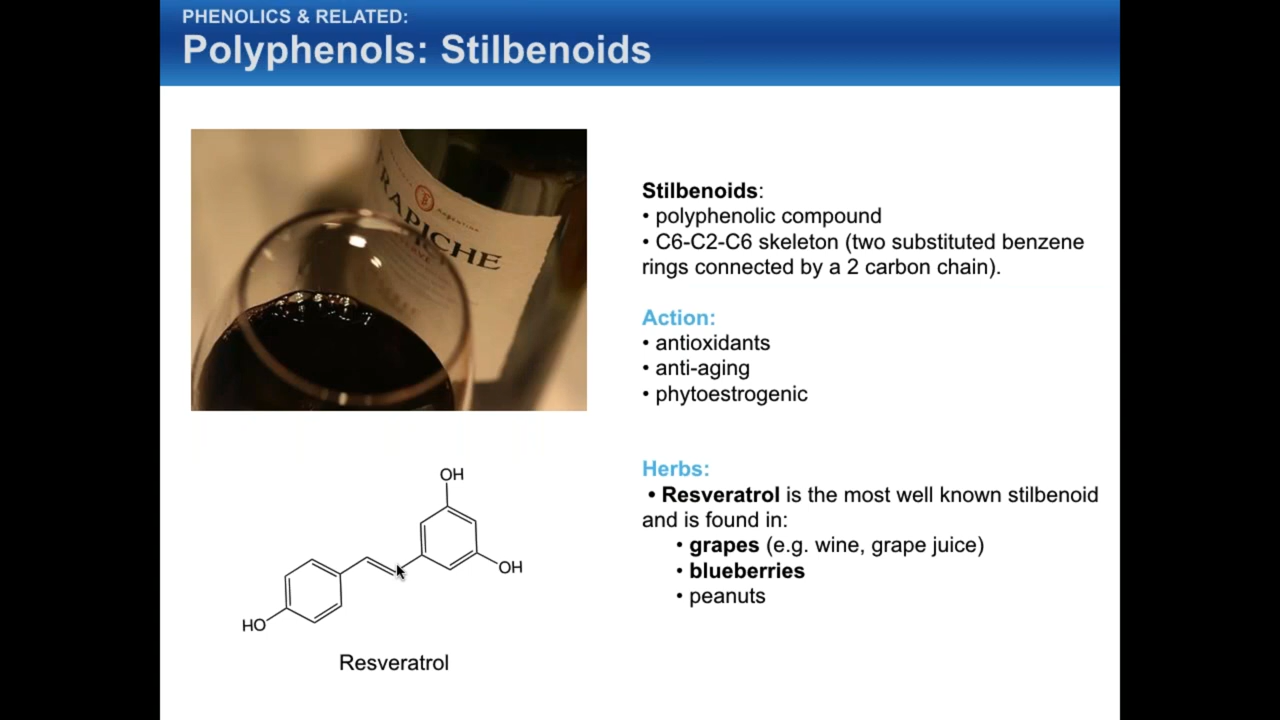 PHENOLICS & RELATED:
Polyphenols: Stilbenoids
RAPICHE
Argentina
Stilbenoids:
• polyphenolic compound
• C6-C2-C6 skeleton (two substituted benzene
rings connected by a 2 carbon chain).
Action:
• antioxidants
• anti-aging
• phytoestrogenic
Herbs:
• Resveratrol is the most well known stilbenoid
and is found in:
• grapes (e.g. wine, grape juice)
• blueberries
• peanuts
OH
OH
HO
Resveratrol